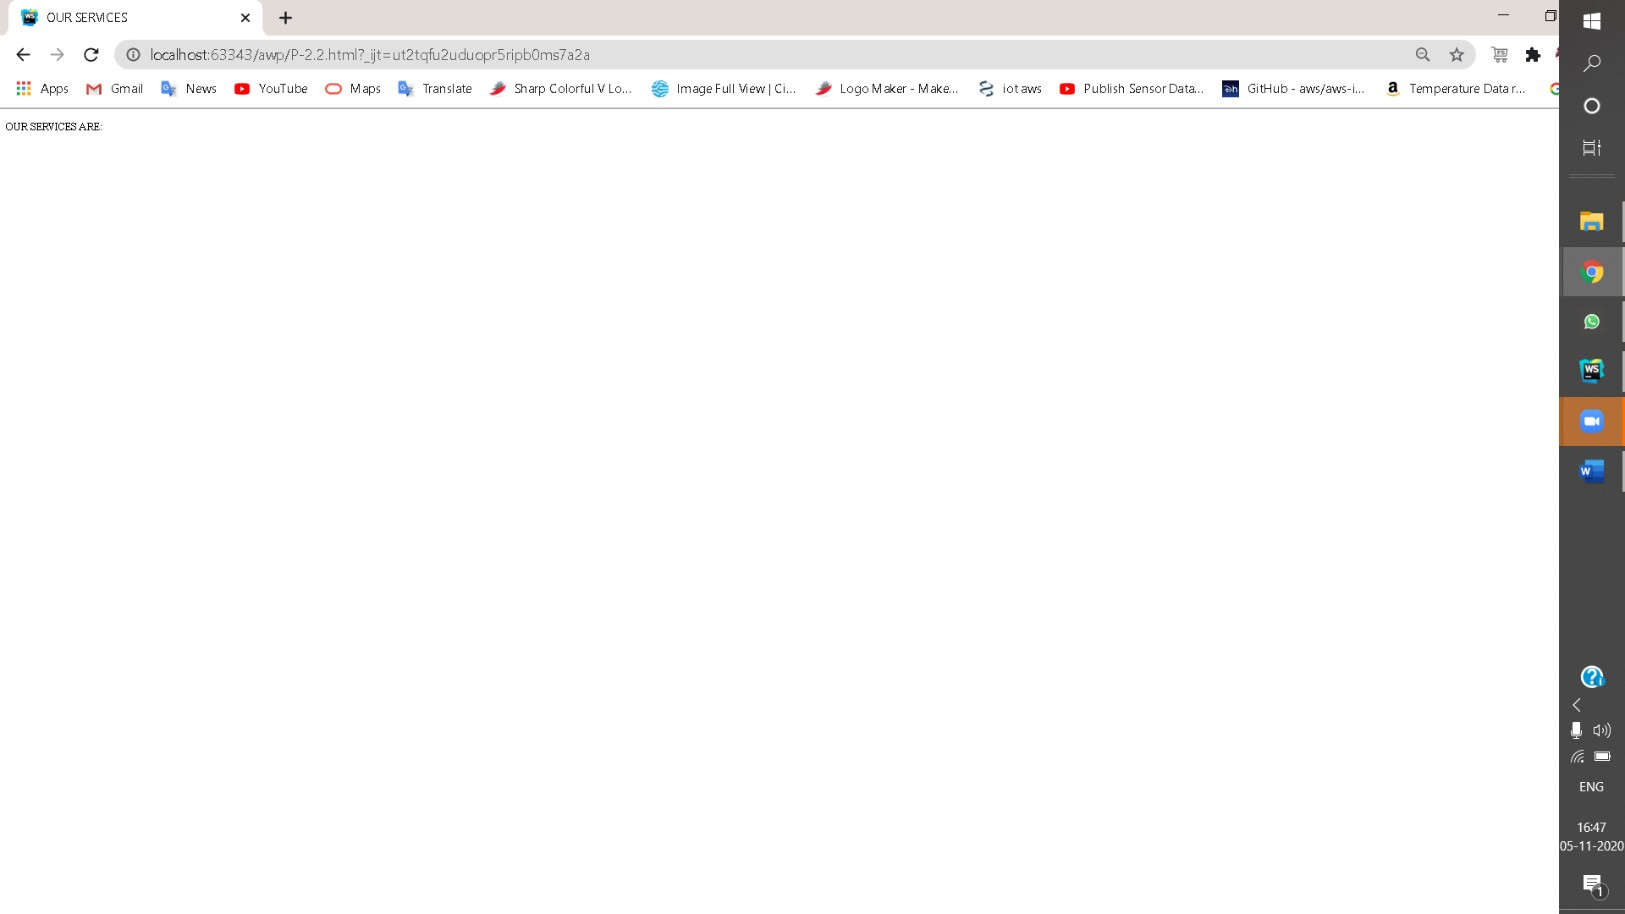 OUR SERVICES
localhost:63343/awp/P-2.2.html?_ijt=ut2tqfu2uduopr5ripb0ms7a2a
Apps Gmail News YouTube Maps Translate Sharp Colorful V Lo... Image Full View | Ci... Logo Maker - Make... iot aws Publish Sensor Data... GitHub - aws/aws-i... Temperature Data r...
OUR SERVICES ARE:
ENG
16:47
05-11-2020
1